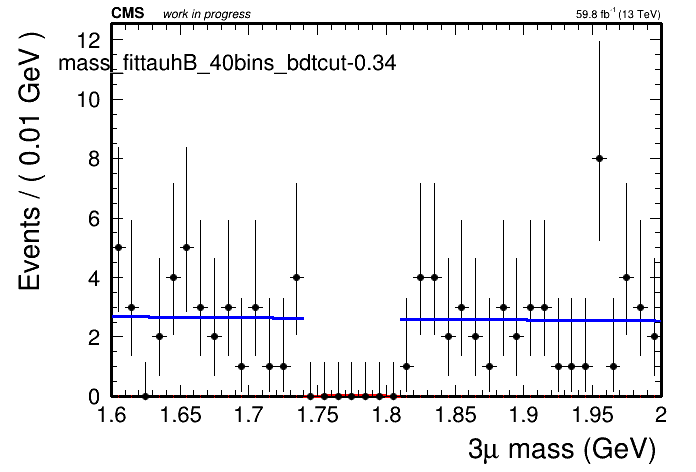 CMS work in progress 59.8 fb-1 (13 TeV)
mass_fittauhB_40bins_bdtcut-0.34
Events / ( 0.01 GeV )
12
10
8
6
4
2
0
1.6 1.65 1.7 1.75 1.8 1.85 1.9 1.95 2
3μ mass (GeV)